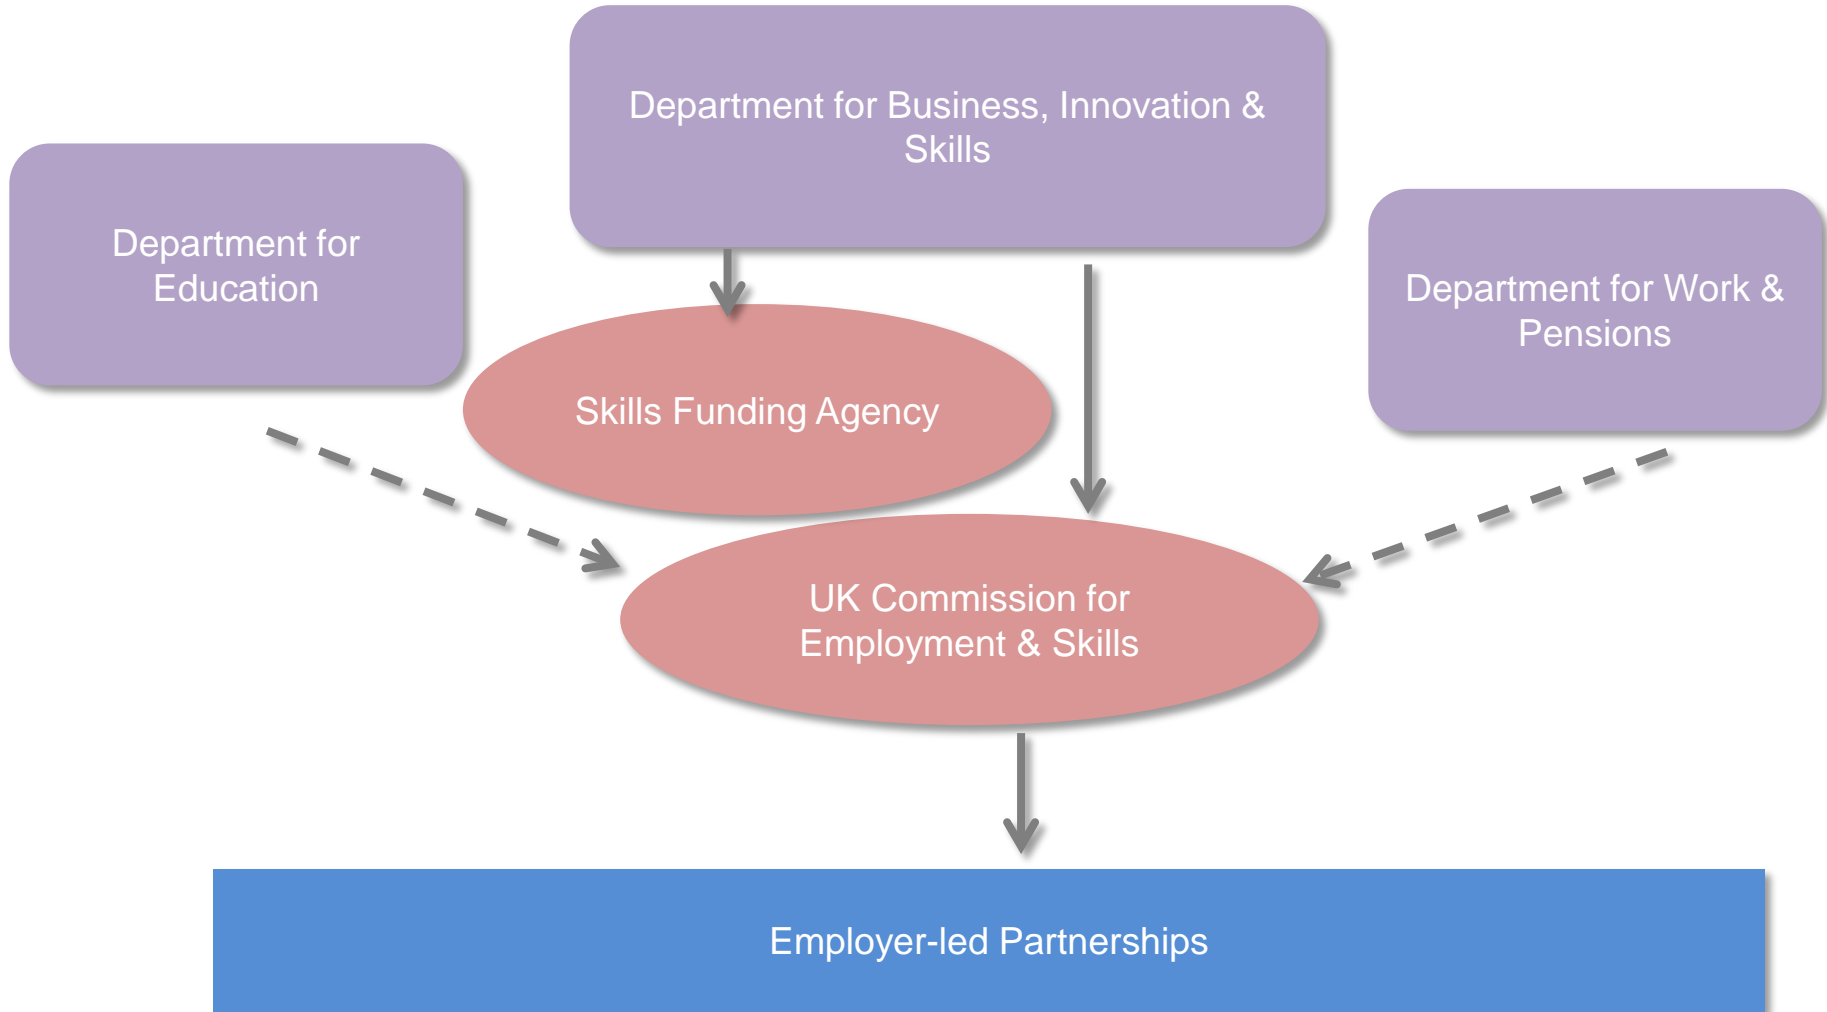 Department for Business, Innovation &
Skills
Department for
Education
Department for Work &
Pensions
Skills Funding Agency
UK Commission for
Employment & Skills
Employer-led Partnerships